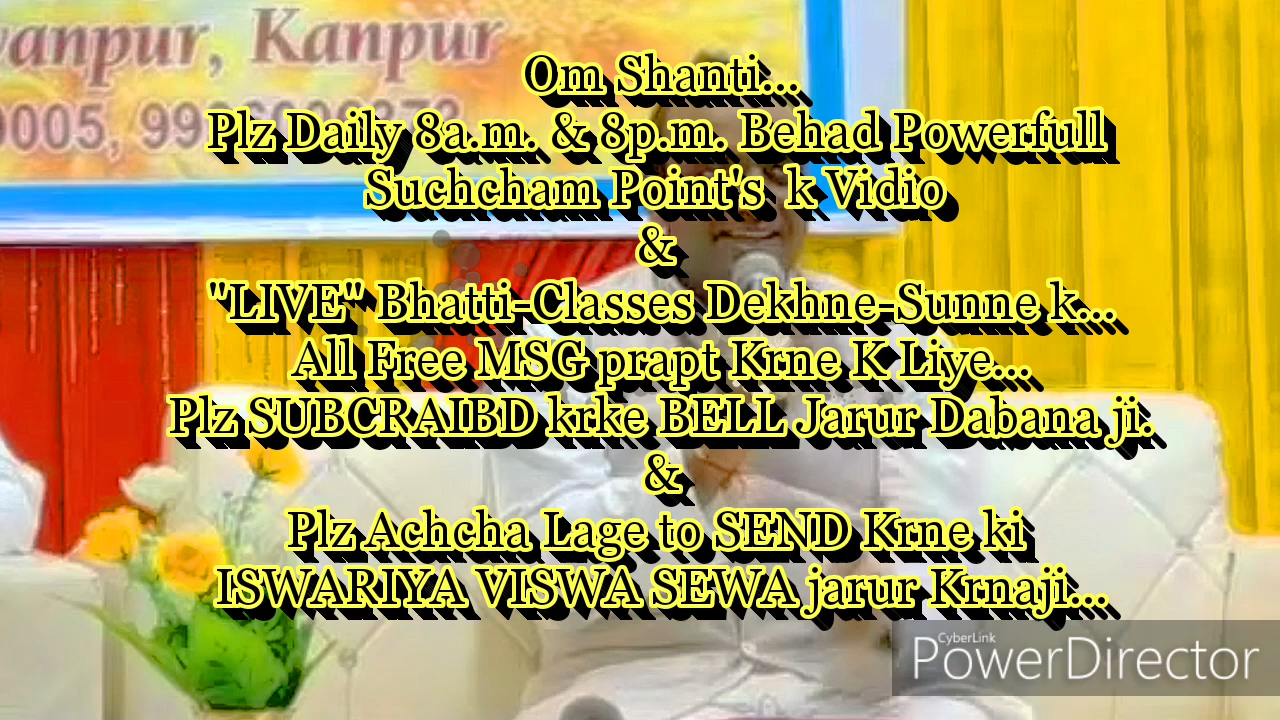 Kanpur
Om Shanti...
Plz Daily 8a.m. & 8p.m. Behad Powerfull
Suchcham Point's k Vidio
&
"LIVE" Bhatti-Classes Dekhne-Sunne k...
All Free MSG prapt Krne K Liye...
Plz SUBCRAIBD krke BELL Jarur Dabana ji.
&
Plz Achcha Lage to SEND Krne ki
ISWARIYA VISWA SEWA jarur Krnaji...
CyberLink
PowerDirector